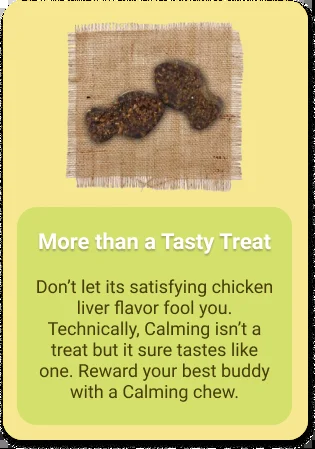 More than a Tasty Treat
Don’t let its satisfying chicken
liver flavor fool you.
Technically, Calming isn’t a
treat but it sure tastes like
one. Reward your best buddy
with a Calming chew.